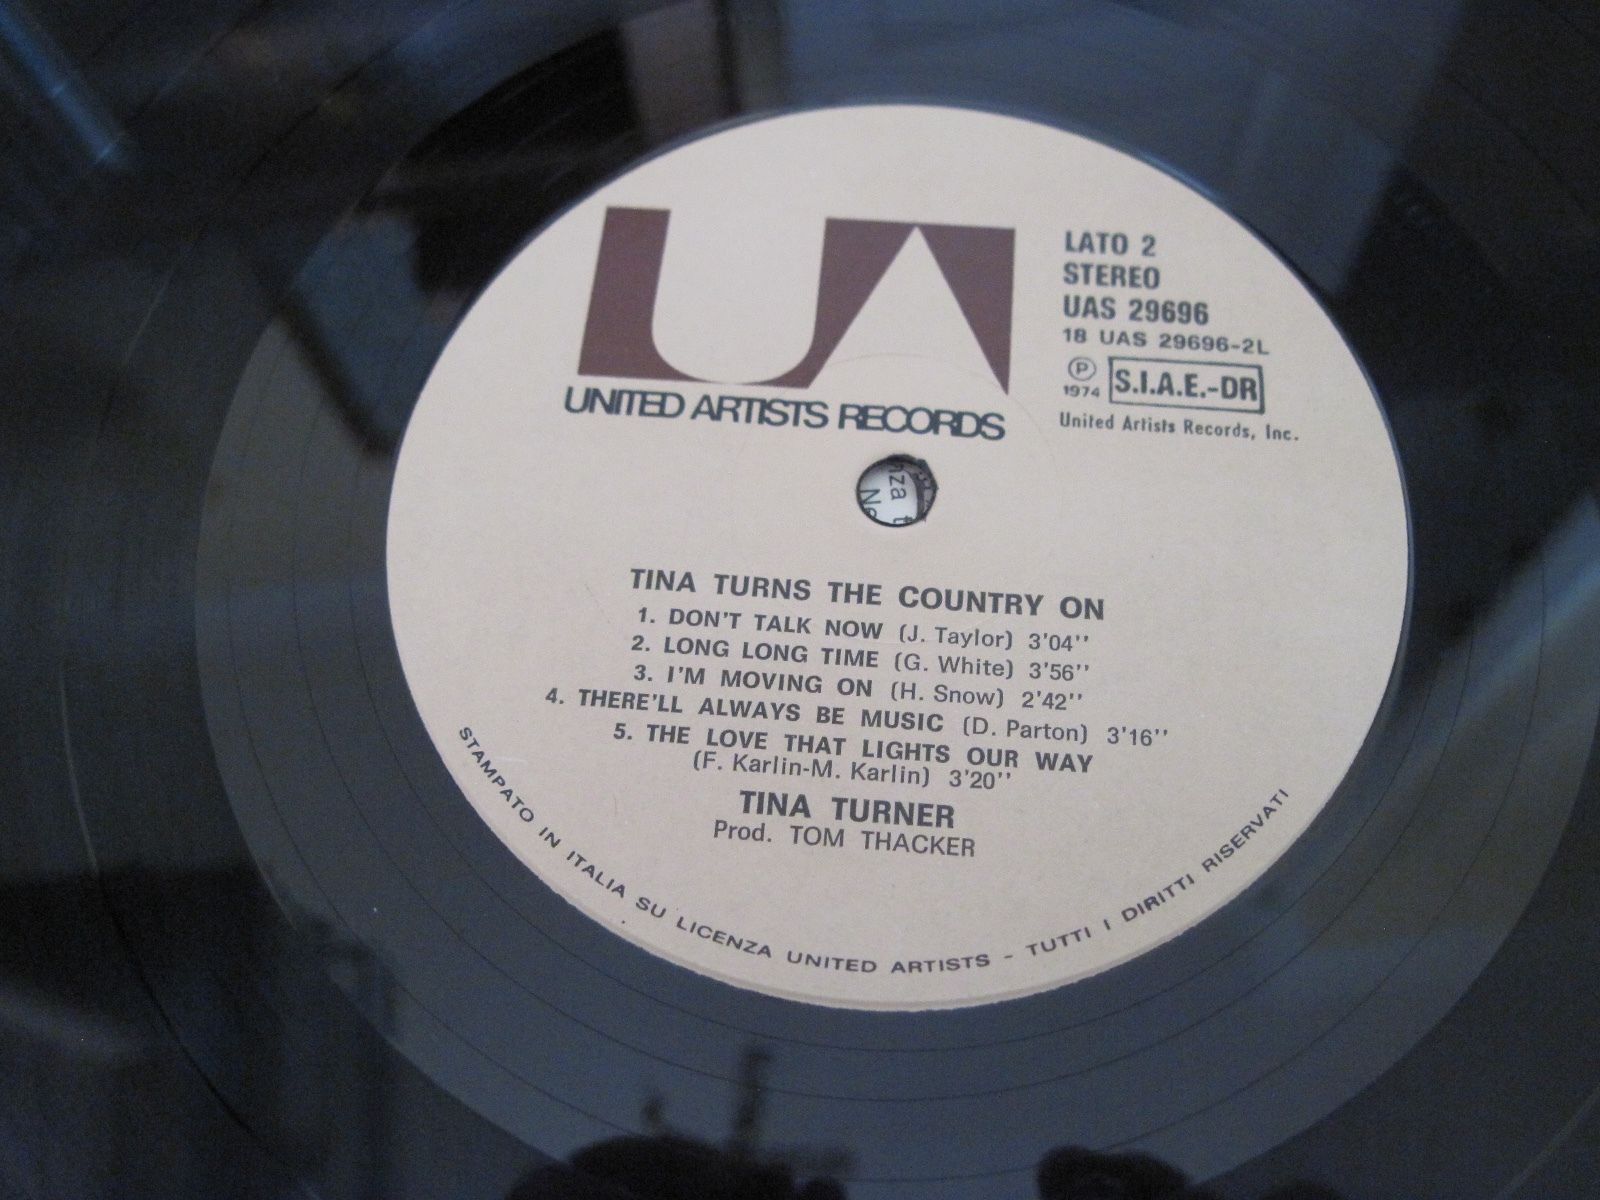 UA
UNITED ARTISTS RECORDS
LATO 2
STEREO
UAS 29696
18 UAS 29696-2L
℗ 1974 S.I.A.E.-DR
United Artists Records, Inc.
TINA TURNS THE COUNTRY ON
1. DON'T TALK NOW (J. Taylor) 3'04''
2. LONG LONG TIME (G. White) 3'56''
3. I'M MOVING ON (H. Snow) 2'42''
4. THERE'LL ALWAYS BE MUSIC (D. Parton) 3'16''
5. THE LOVE THAT LIGHTS OUR WAY
(F. Karlin-M. Karlin) 3'20''
TINA TURNER
Prod. TOM THACKER
STAMPATO IN ITALIA SU LICENZA UNITED ARTISTS - TUTTI I DIRITTI RISERVATI